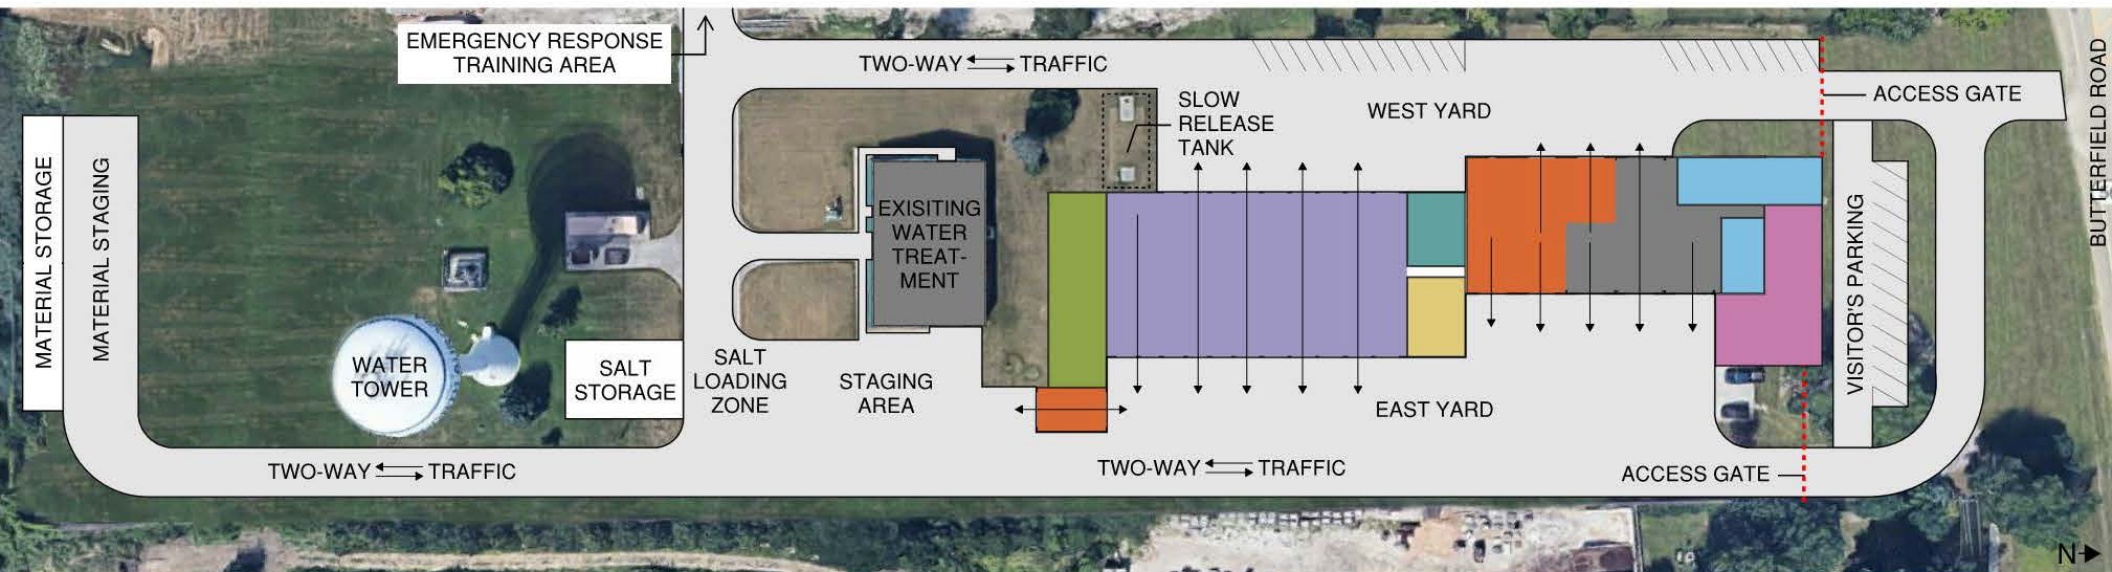 EMERGENCY RESPONSE
TRAINING AREA
TWO-WAY TRAFFIC
SLOW
RELEASE
TANK
WEST YARD
ACCESS GATE
BUTTERFIELD ROAD
MATERIAL STORAGE
MATERIAL STAGING
EXISITING
WATER
TREAT-
MENT
VISITOR'S PARKING
WATER
TOWER
SALT
STORAGE
SALT
LOADING
ZONE
STAGING
AREA
EAST YARD
TWO-WAY TRAFFIC
TWO-WAY TRAFFIC
ACCESS GATE
N